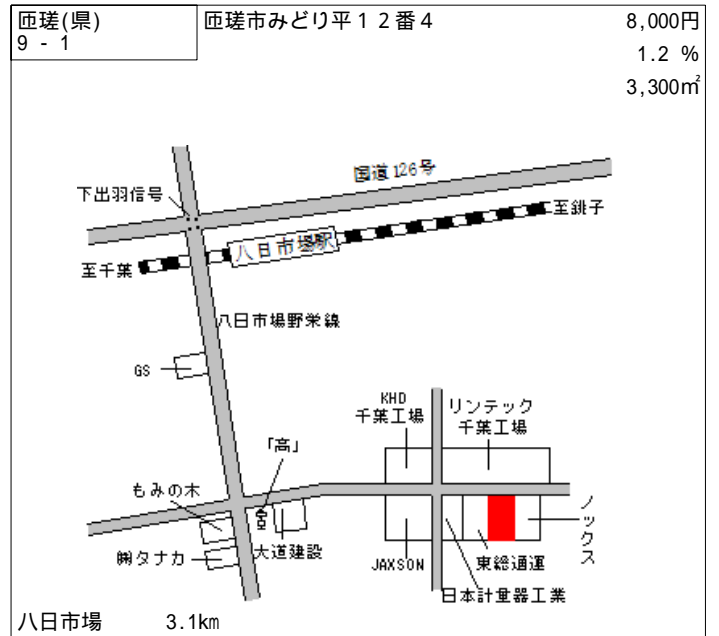 匝瑳(県)
9 - 1
匝瑳市みどり平１２番４
8,000円
1.2 %
3,300㎡
国道126号
下出羽信号
至銚子
八日市場駅
至千葉
八日市場野栄線
GS
KHD
千葉工場
リンテック
千葉工場
「高」
もみの木
㈱タナカ
大道建設
JAXSON
東総通運
ノックス
日本計量器工業
八日市場 3.1km